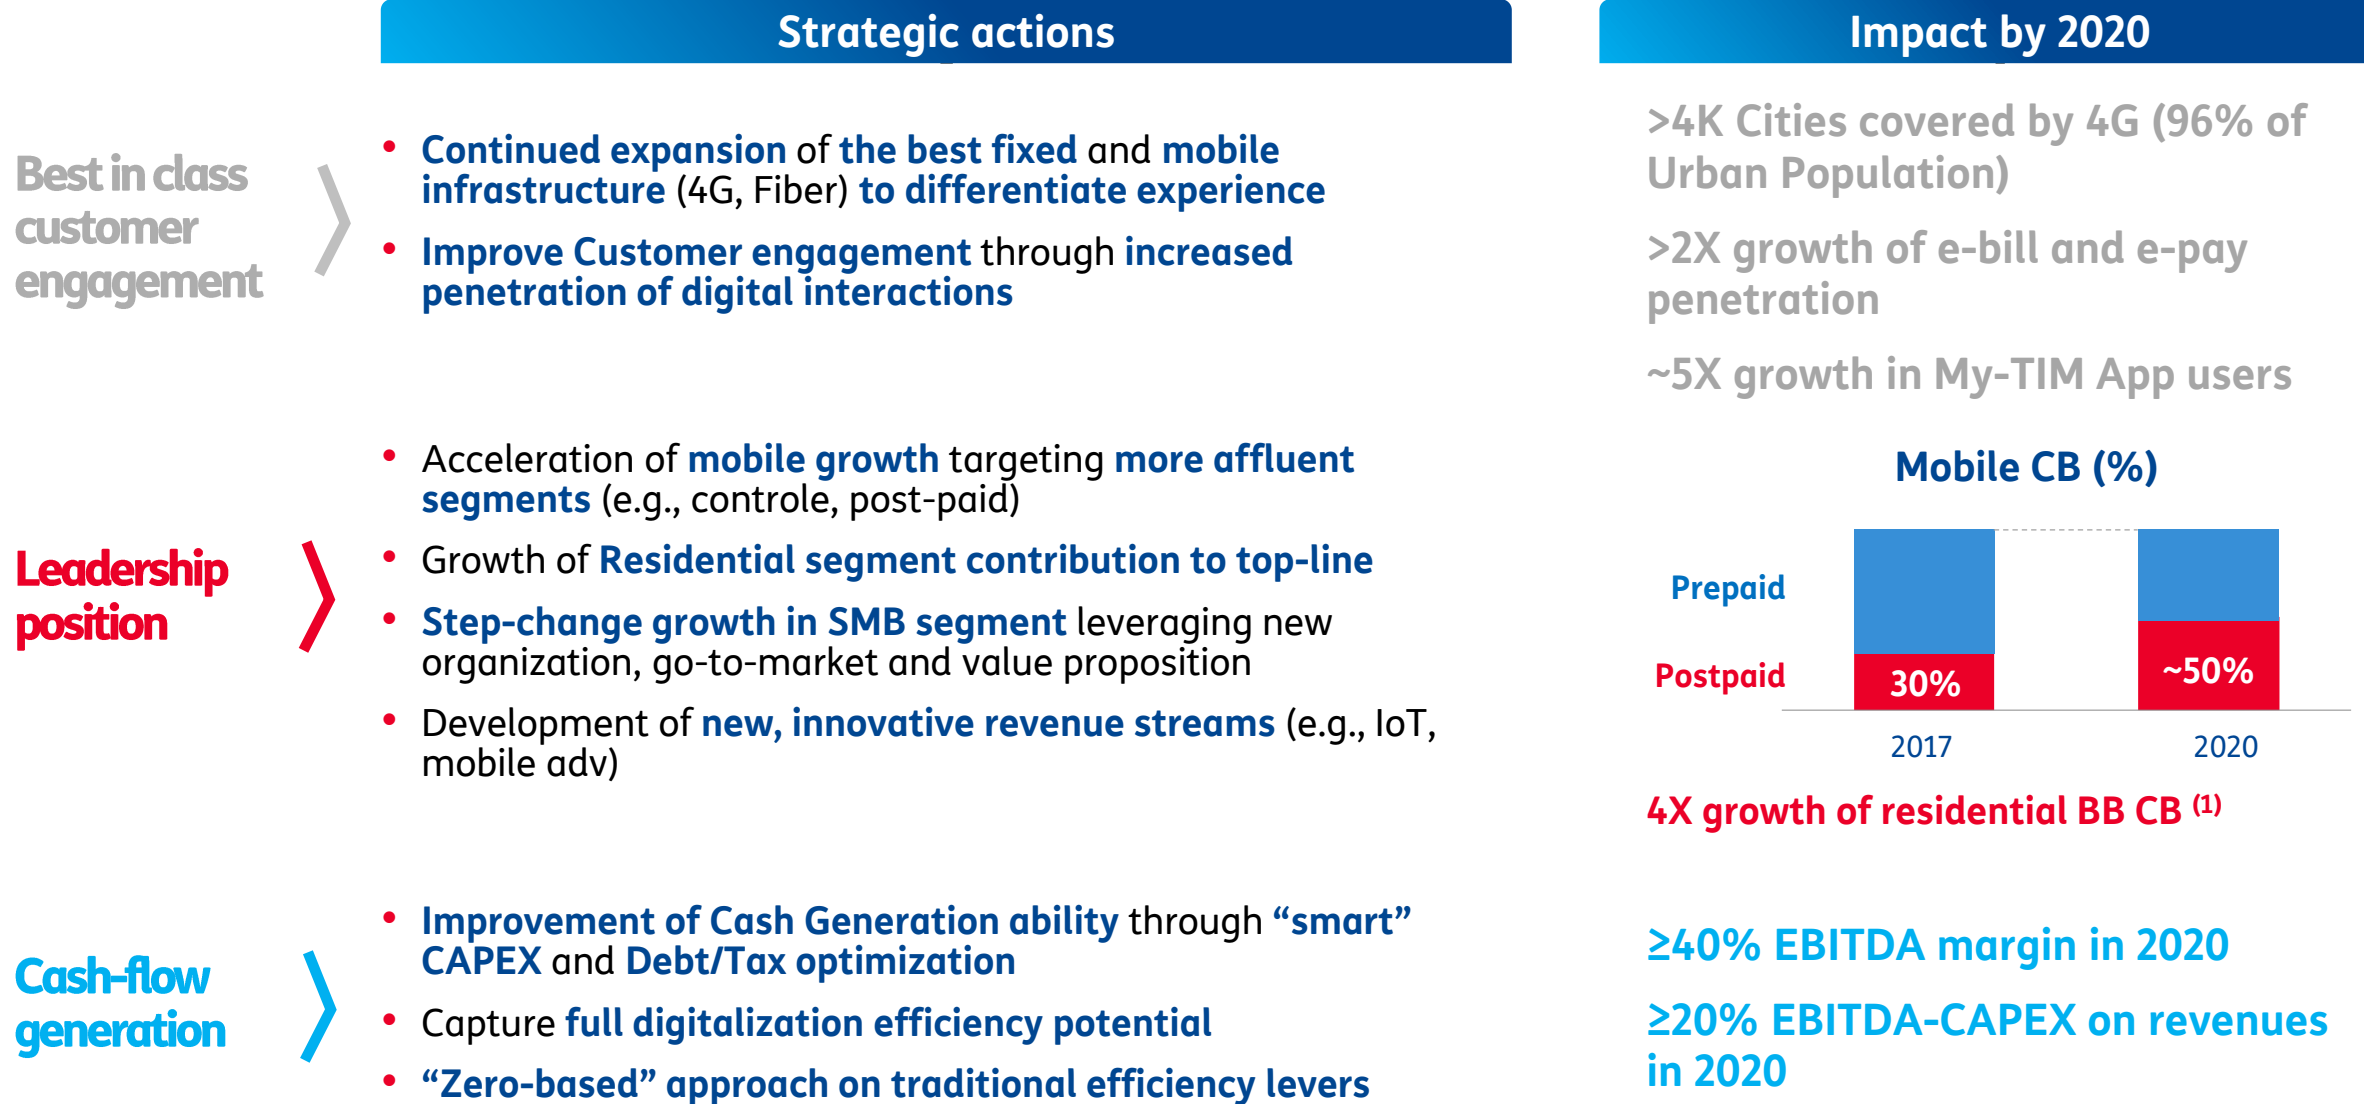 Strategic actions
Impact by 2020
Best in class
customer
engagement
• Continued expansion of the best fixed and mobile
infrastructure (4G, Fiber) to differentiate experience
• Improve Customer engagement through increased
penetration of digital interactions
>4K Cities covered by 4G (96% of
Urban Population)
>2X growth of e-bill and e-pay
penetration
~5X growth in My-TIM App users
Leadership
position
• Acceleration of mobile growth targeting more affluent
segments (e.g., controle, post-paid)
• Growth of Residential segment contribution to top-line
• Step-change growth in SMB segment leveraging new
organization, go-to-market and value proposition
• Development of new, innovative revenue streams (e.g., IoT,
mobile adv)
Mobile CB (%)
Prepaid
Postpaid
30%
~50%
2017
2020
4X growth of residential BB CB (1)
Cash-flow
generation
• Improvement of Cash Generation ability through “smart”
CAPEX and Debt/Tax optimization
• Capture full digitalization efficiency potential
• “Zero-based” approach on traditional efficiency levers
≥40% EBITDA margin in 2020
≥20% EBITDA-CAPEX on revenues
in 2020